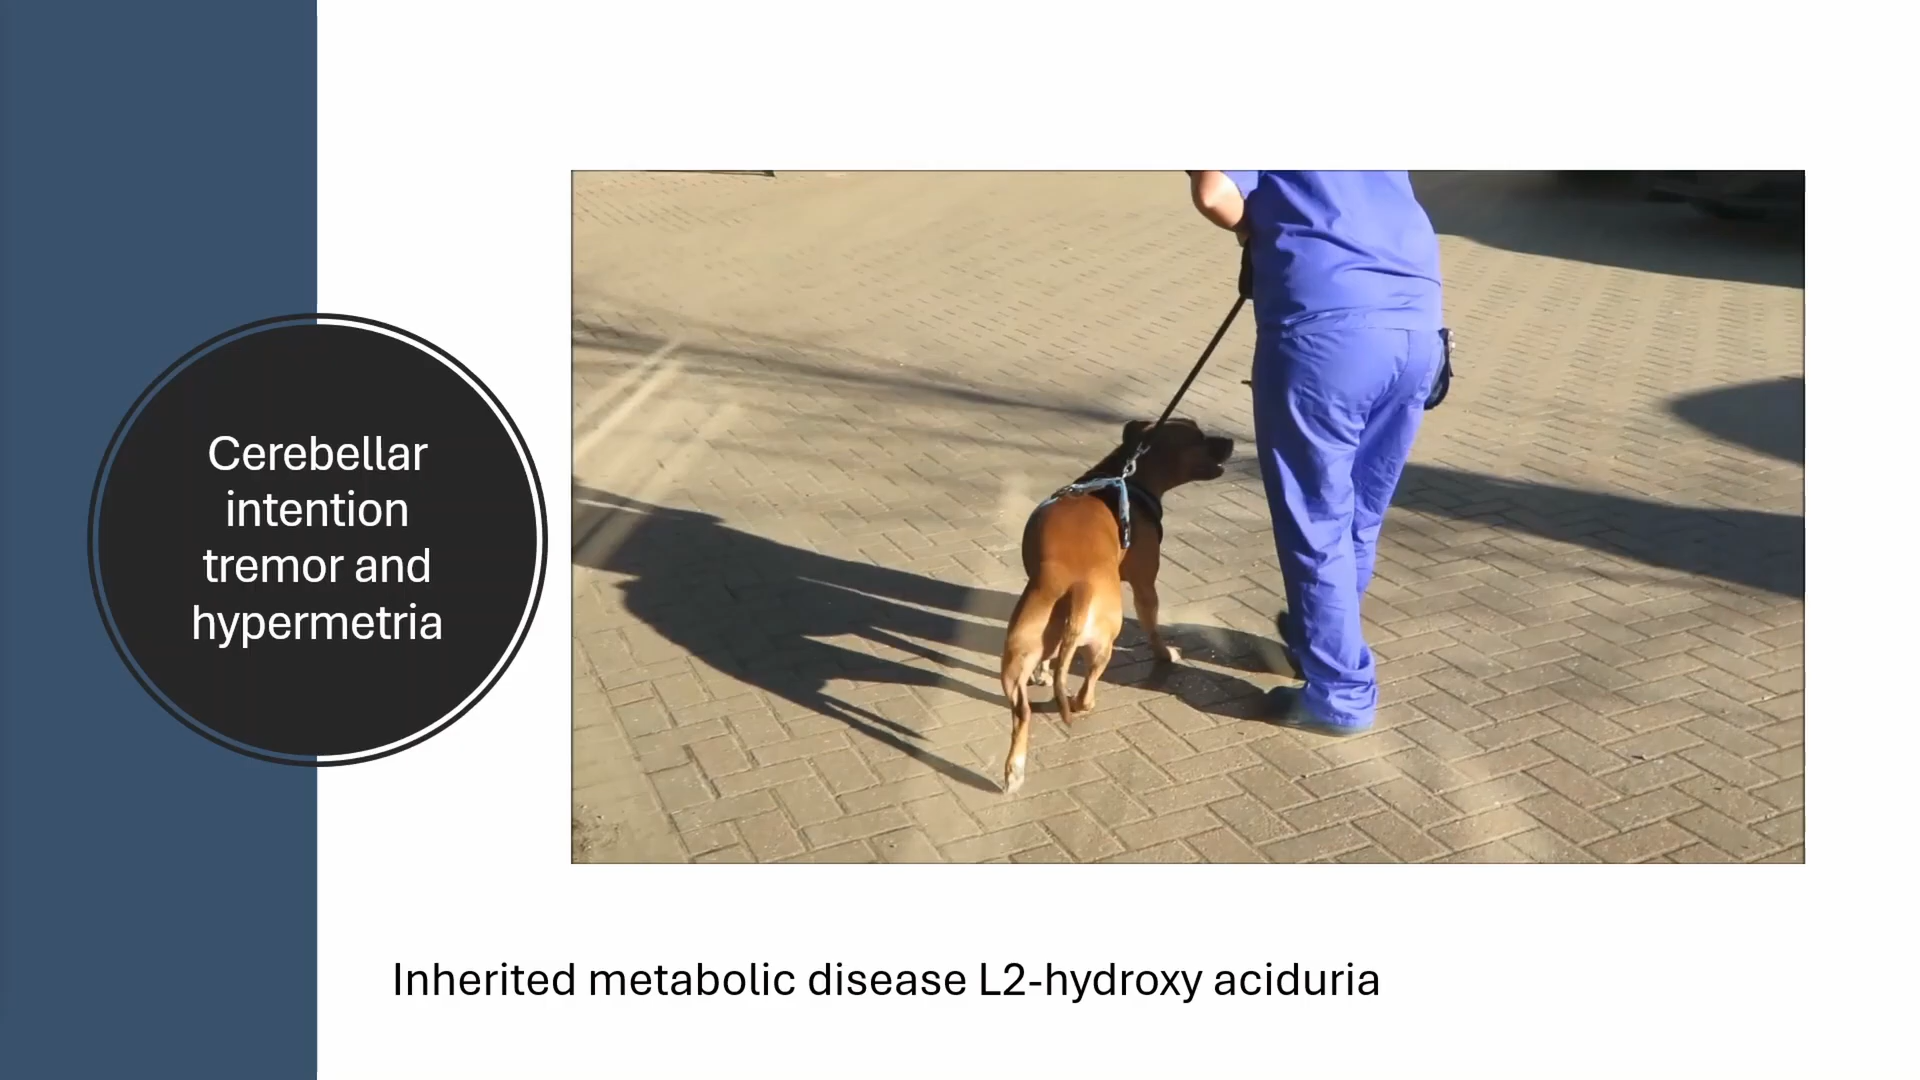 Cerebellar
intention
tremor and
hypermetria
Inherited metabolic disease L2-hydroxy aciduria